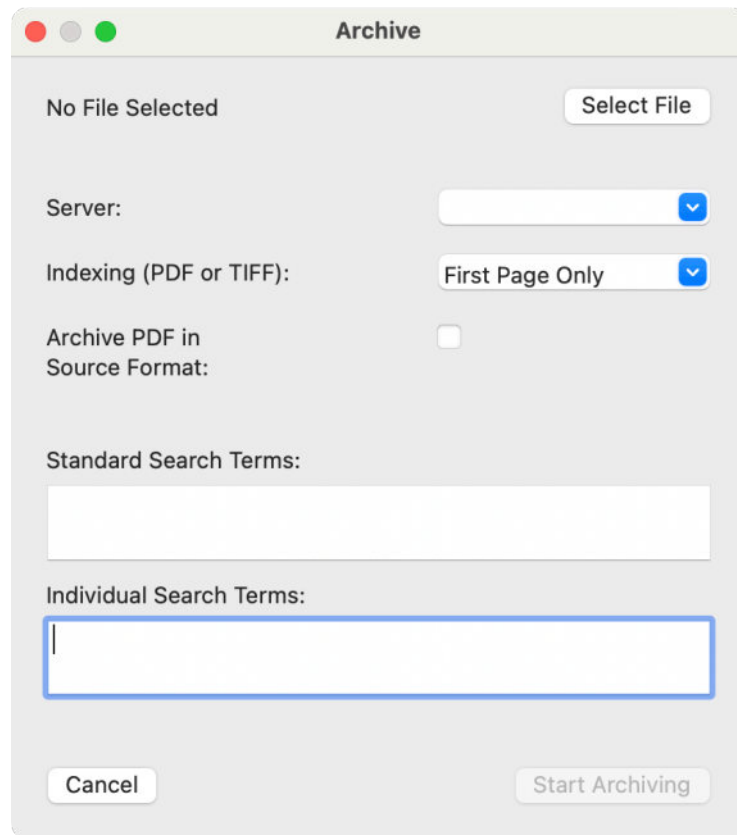 Archive
No File Selected
Select File
Server:
Indexing (PDF or TIFF):
First Page Only
Archive PDF in
Source Format:
Standard Search Terms:
Individual Search Terms:
Cancel
Start Archiving